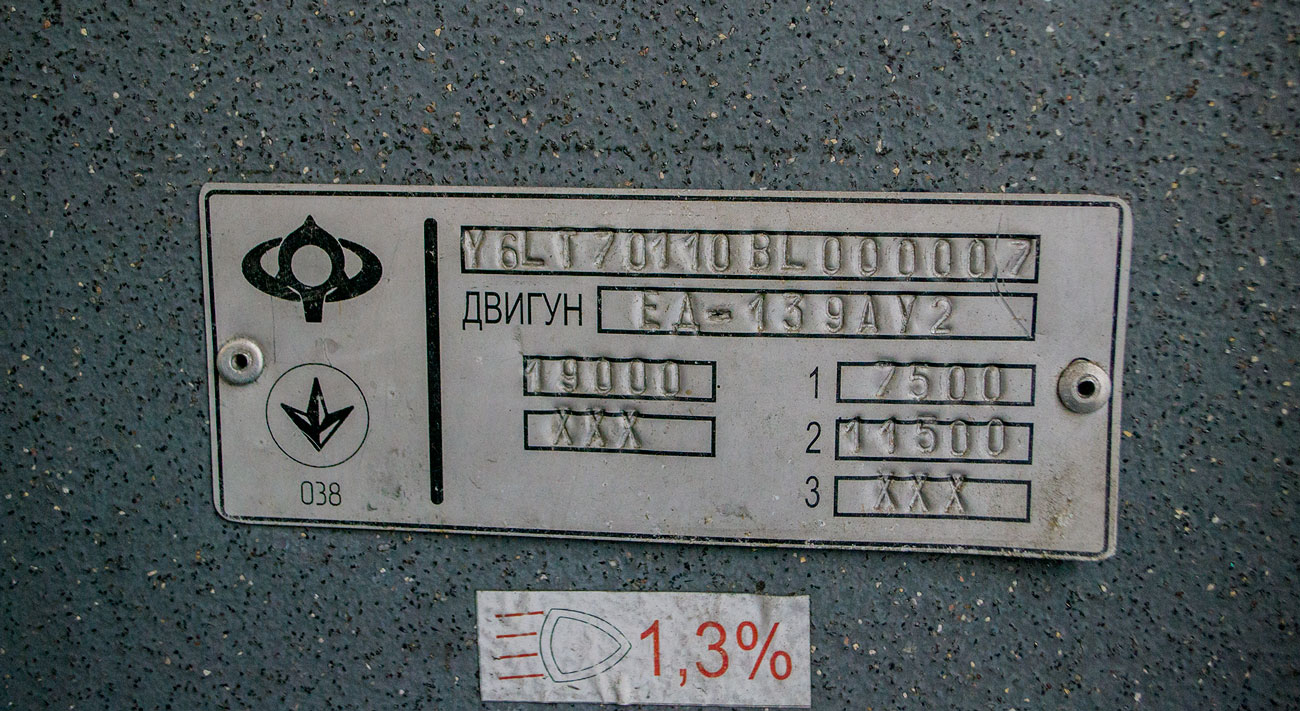 Y6LT70110BL000007
ДВИГУН ЕД-139АУ2
19000
XXX
1 7500
2 11500
3 XXX
038
1,3%